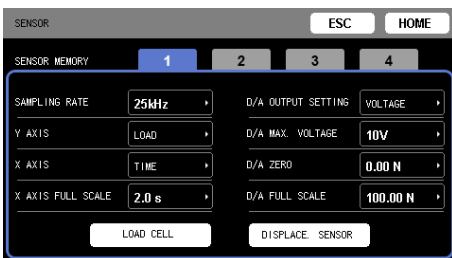 SENSOR ESC HOME
SENSOR MEMORY 1 2 3 4
SAMPLING RATE 25kHz D/A OUTPUT SETTING VOLTAGE
Y AXIS LOAD D/A MAX. VOLTAGE 10V
X AXIS TIME D/A ZERO 0.00 N
X AXIS FULL SCALE 2.0 s D/A FULL SCALE 100.00 N
LOAD CELL DISPLACE. SENSOR